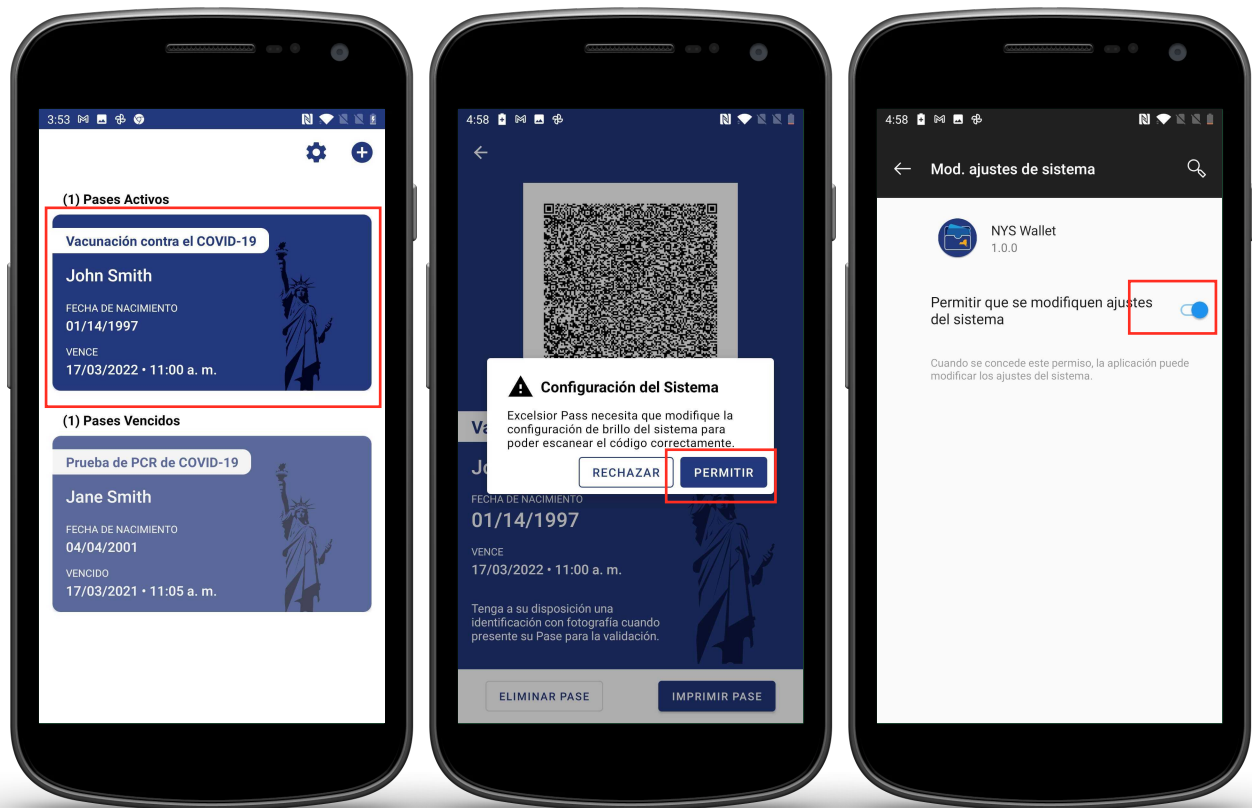 3:53
(1) Pases Activos
Vacunación contra el COVID-19
John Smith
FECHA DE NACIMIENTO
01/14/1997
VENCE
17/03/2022 • 11:00 a. m.
(1) Pases Vencidos
Prueba de PCR de COVID-19
Jane Smith
FECHA DE NACIMIENTO
04/04/2001
VENCIDO
17/03/2021 • 11:05 a. m.
4:58
Configuración del Sistema
Excelsior Pass necesita que modifique la
configuración de brillo del sistema para
poder escanear el código correctamente.
RECHAZAR
PERMITIR
Va
Jo
FECHA DE NACIMIENTO
01/14/1997
VENCE
17/03/2022 • 11:00 a. m.
Tenga a su disposición una
identificación con fotografía cuando
presente su Pase para la validación.
ELIMINAR PASE
IMPRIMIR PASE
4:58
Mod. ajustes de sistema
NYS Wallet
1.0.0
Permitir que se modifiquen ajustes
del sistema
Cuando se concede este permiso, la aplicación puede
modificar los ajustes del sistema.